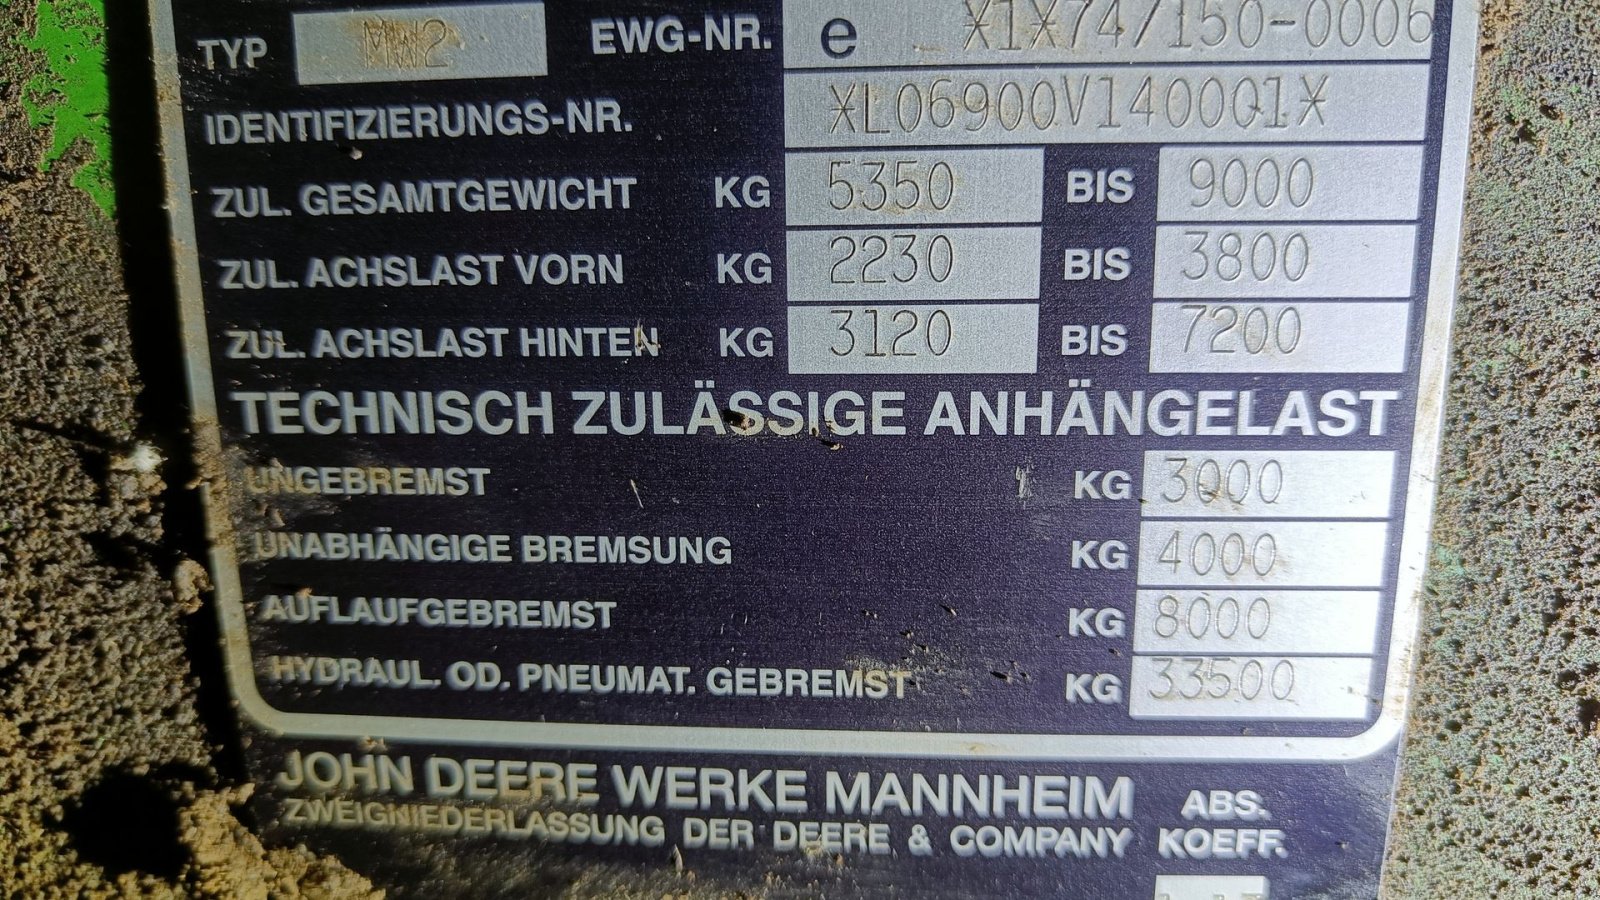 TYP MW2 EWG-NR. e *1*74/150-0006
IDENTIFIZIERUNGS-NR. *L06900V140001*
ZUL. GESAMTGEWICHT KG 5350 BIS 9000
ZUL. ACHSLAST VORN KG 2230 BIS 3800
ZUL. ACHSLAST HINTEN KG 3120 BIS 7200
TECHNISCH ZULÄSSIGE ANHÄNGELAST
UNGEBREMST KG 3000
UNABHÄNGIGE BREMSUNG KG 4000
AUFLAUFGEBREMST KG 8000
HYDRAUL. OD. PNEUMAT. GEBREMST KG 33500
JOHN DEERE WERKE MANNHEIM
ZWEIGNIEDERLASSUNG DER DEERE & COMPANY
ABS.
KOEFF.